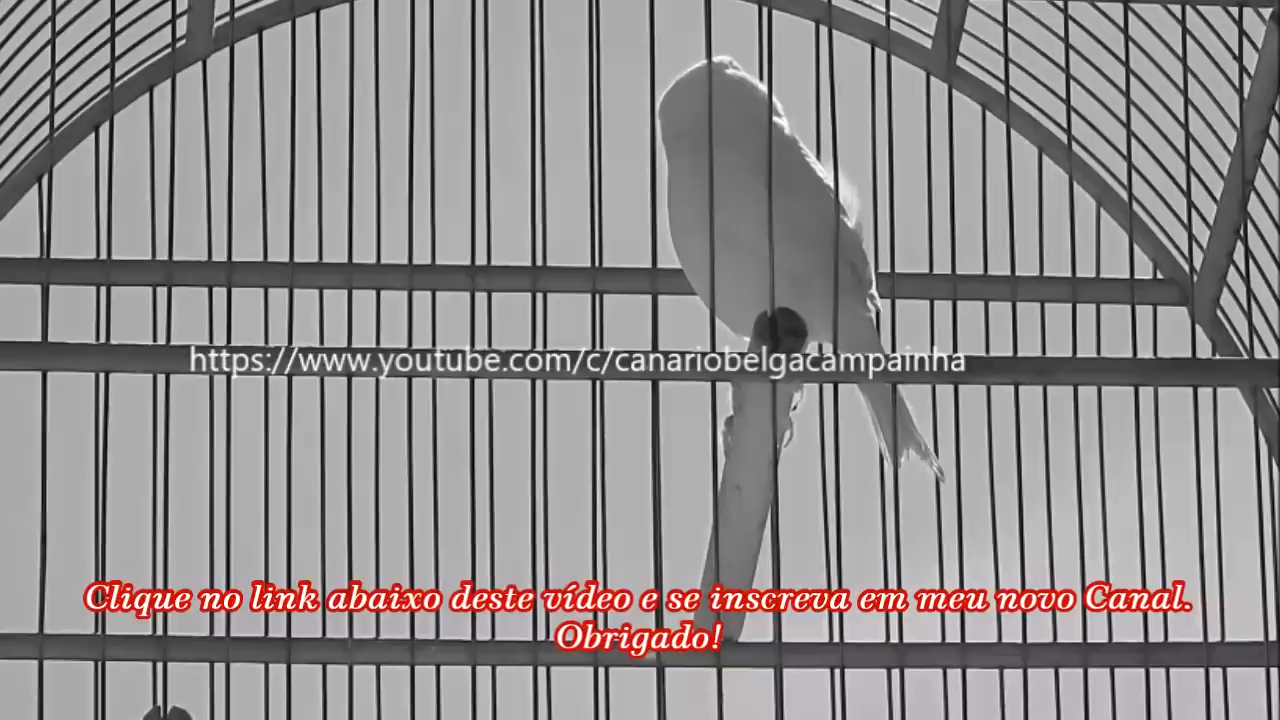 https://www.youtube.com/c/canariobelgacampainha
Clique no link abaixo deste vídeo e se inscreva em meu novo Canal.
Obrigado!